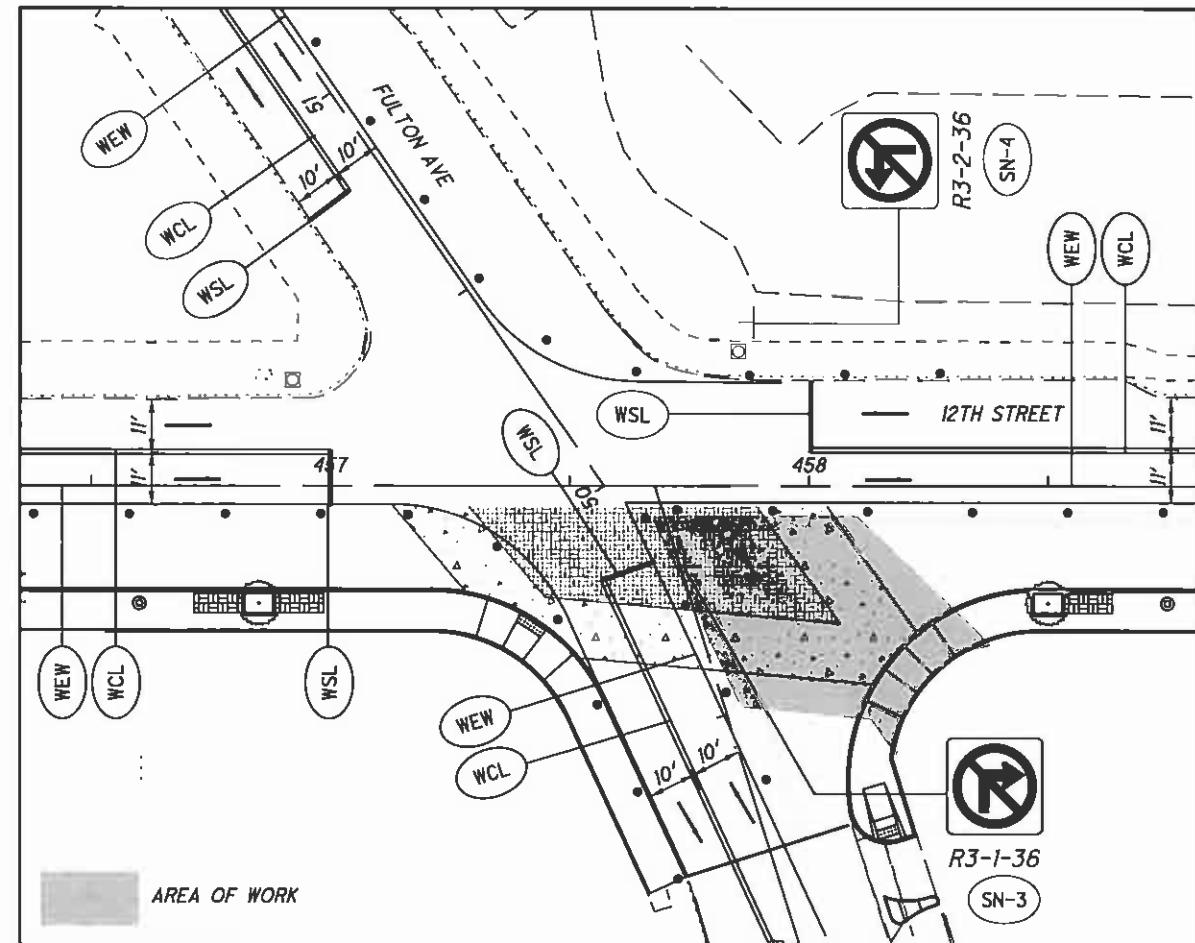 WEW
15
FULTON AVE
10'
10'
WCL
WSL
R3-2-36
SN-4
WEW
WCL
11'
11'
457
WSL
50
WSL
458
12TH STREET
11'
11'
WEW
WCL
WSL
WEW
WCL
10'
10'
R3-1-36
SN-3
AREA OF WORK